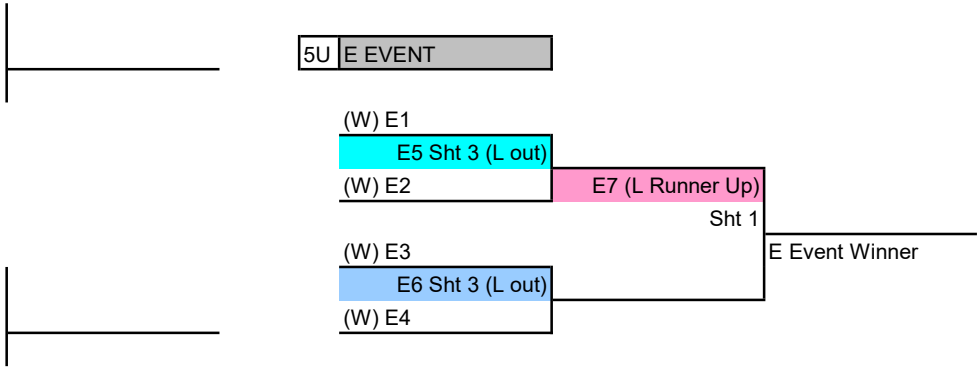 5U E EVENT
(W) E1
E5 Sht 3 (L out)
(W) E2
E7 (L Runner Up)
Sht 1
(W) E3
E Event Winner
E6 Sht 3 (L out)
(W) E4